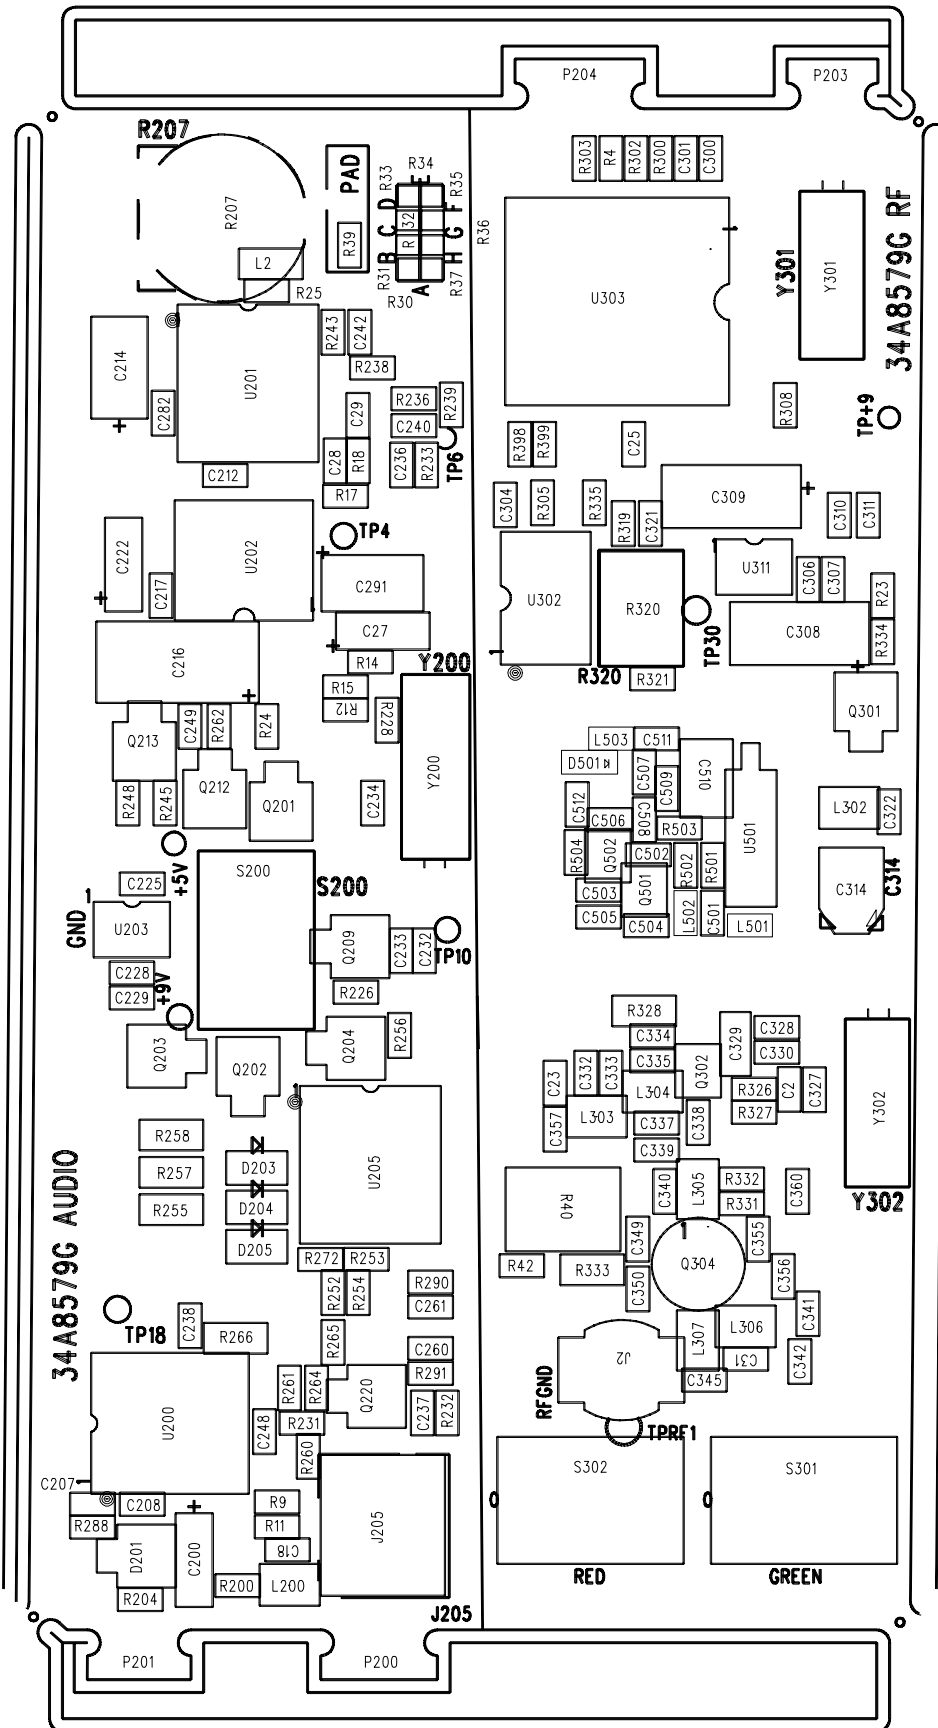 P204
P203
R207
R207
PAD
R39
R33
R34
R35
D
E
F
C
R 32
G
B
H
A
R31
R30
R37
R36
L2
R25
R303
R4
R302
R300
C301
C300
U303
Y301
Y301
34A8579G RF
C214
+
C282
U201
R243
C242
R238
C29
R236
C240
R239
C28
R18
C236
R233
TP6
C212
R17
R308
TP+9
R398
R399
C25
C304
R305
R335
C309
+
R319
C321
C310
C311
C222
+
C217
U202
TP4
+
C291
C27
+
R14
U302
R320
R320
TP30
U311
C306
C307
R23
C308
+
R334
R321
C216
+
R15
R12
R228
Y200
Y200
Q301
Q213
C249
R262
R24
Q212
Q201
R248
R245
C234
L503
C511
D501
C507
C509
C510
C512
C506
C508
R503
U501
R504
Q502
C502
R502
R501
C503
Q501
C505
C504
L502
C501
L501
L302
C322
C314
C314
+5V
C225
GND
1
U203
S200
S200
Q209
C233
C232
TP10
C228
C229
+9V
R226
Q203
Q202
Q204
R256
R328
C334
C335
C329
C328
C330
Q302
C23
C332
C333
L304
R326
R327
C2
C327
C357
L303
C337
C338
C339
Y302
Y302
R258
R257
R255
D203
D204
D205
U205
34A8579G AUDIO
R40
C340
L305
R332
R331
C360
C349
C355
Q304
R42
R333
C350
C356
R272
R253
R252
R254
R290
C261
TP18
C238
R266
R265
C260
R291
J2
L307
L306
C341
C31
C342
C345
RFGND
TPRF1
U200
R261
R264
Q220
C237
R232
R231
C248
R260
C207
R288
C208
+
R9
R11
C18
J205
S302
S301
D201
C200
R200
L200
R204
RED
GREEN
J205
P201
P200